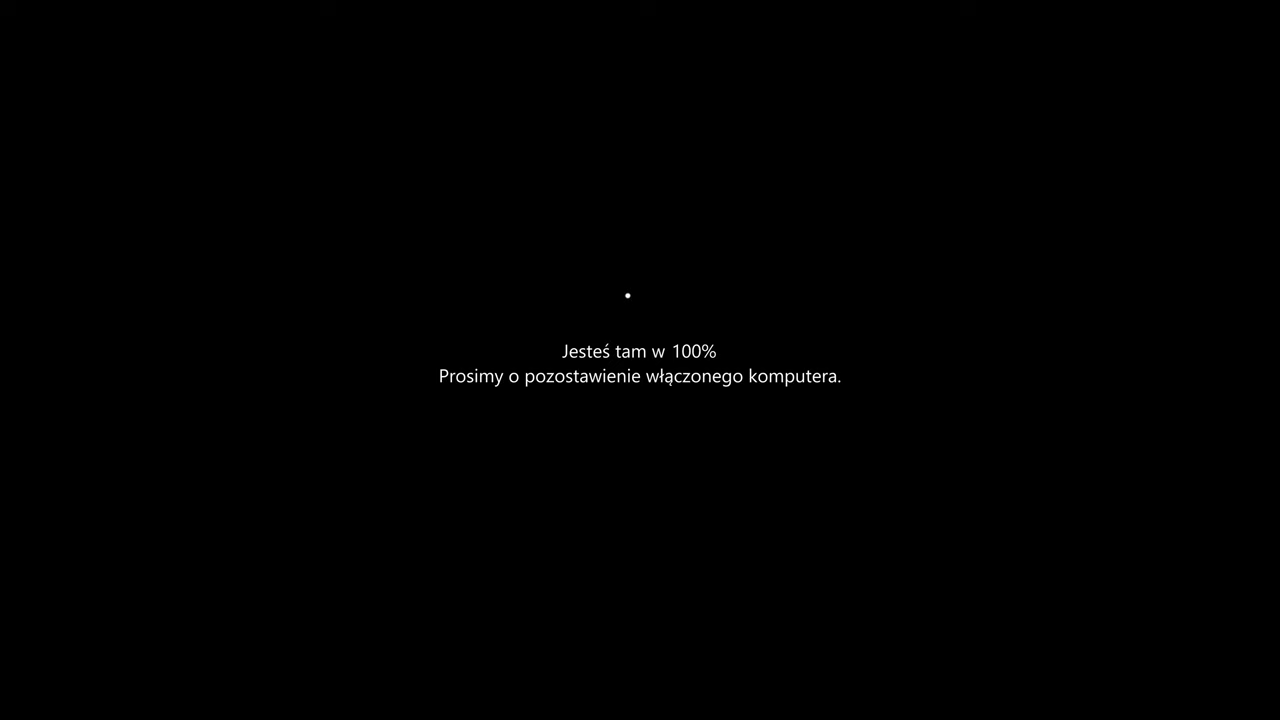 Jesteś tam w 100%
Prosimy o pozostawienie włączonego komputera.